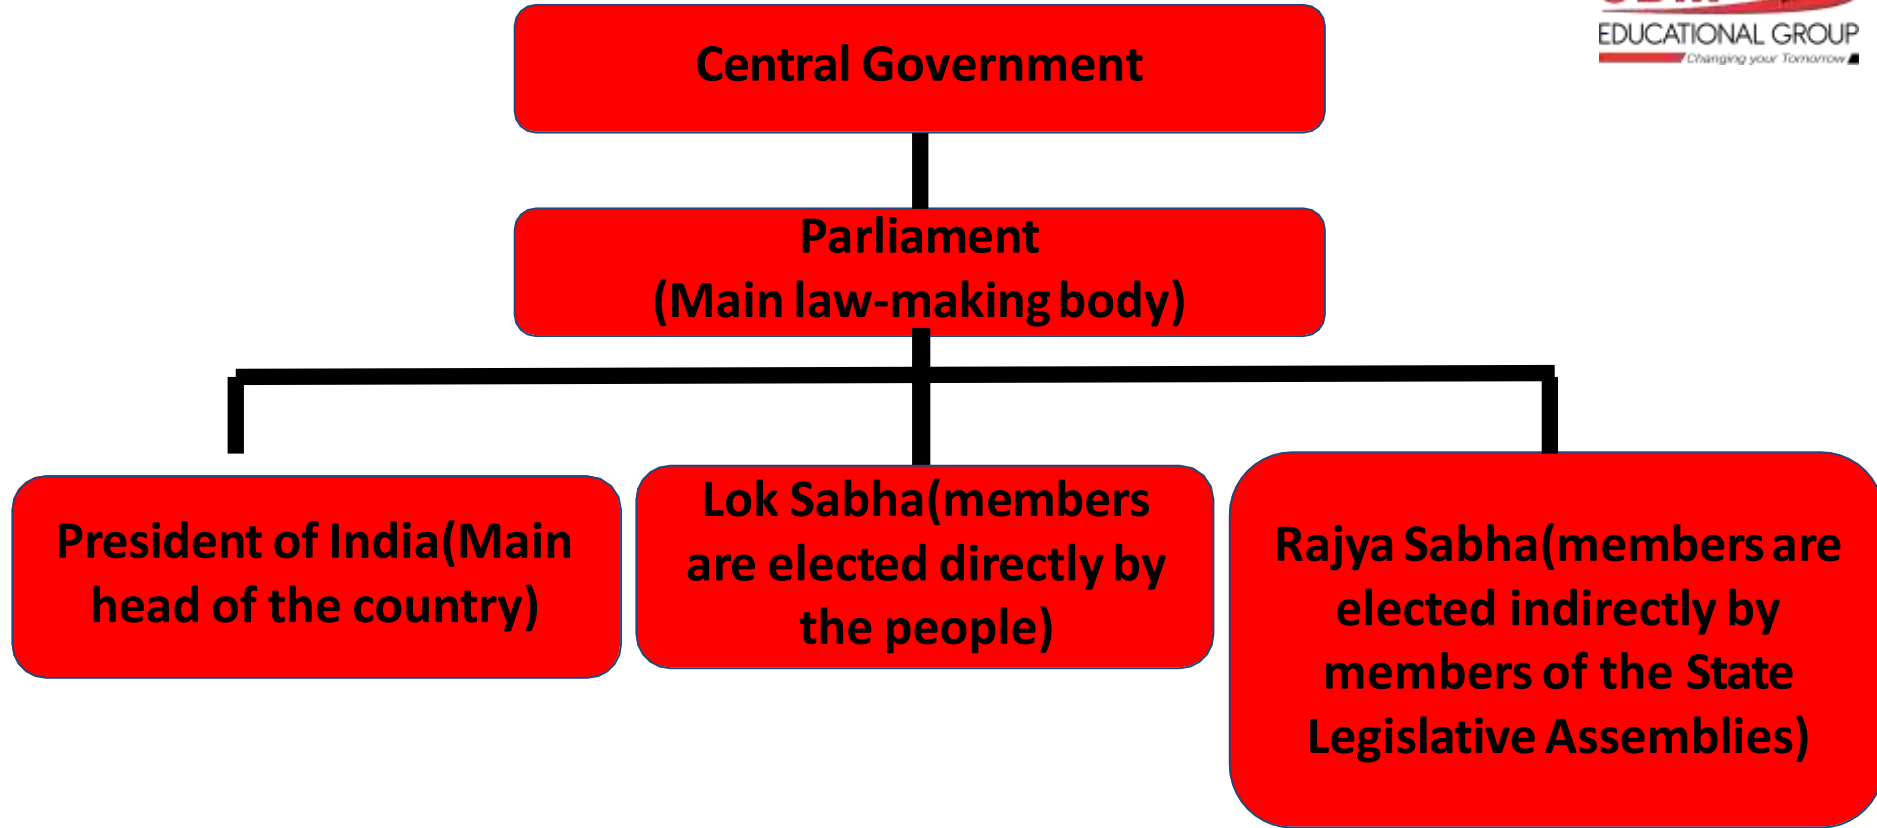 EDUCATIONAL GROUP
Changing your Tomorrow
Central Government
Parliament
(Main law-making body)
President of India(Main
head of the country)
Lok Sabha(members
are elected directly by
the people)
Rajya Sabha(members are
elected indirectly by
members of the State
Legislative Assemblies)